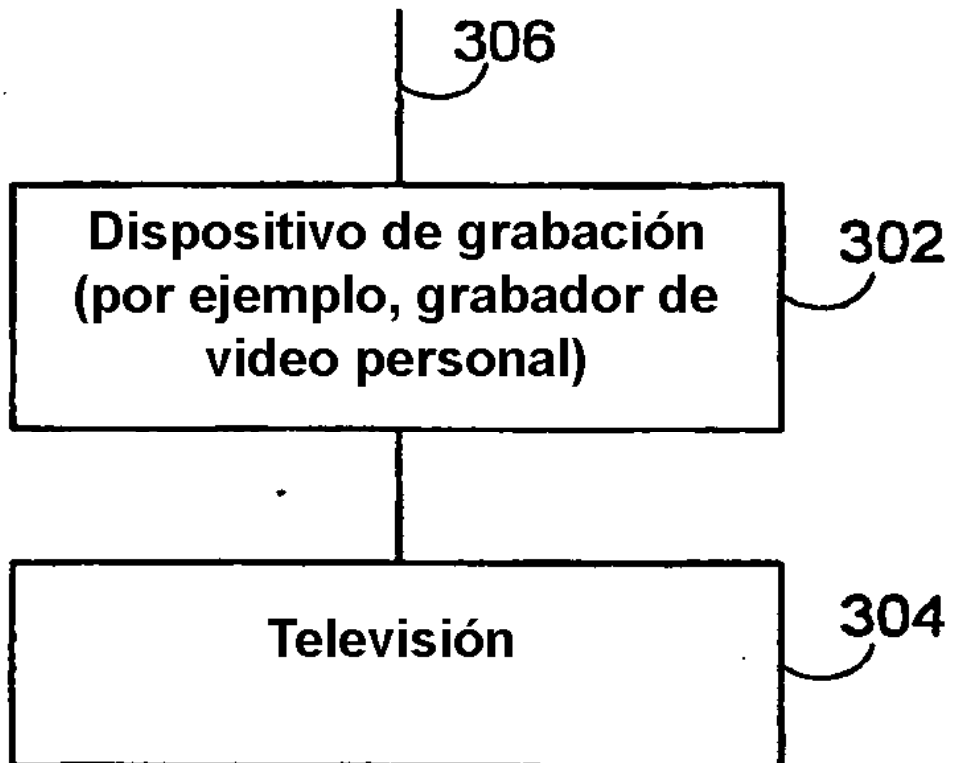 306
Dispositivo de grabación
(por ejemplo, grabador de
video personal)
302
Televisión
304